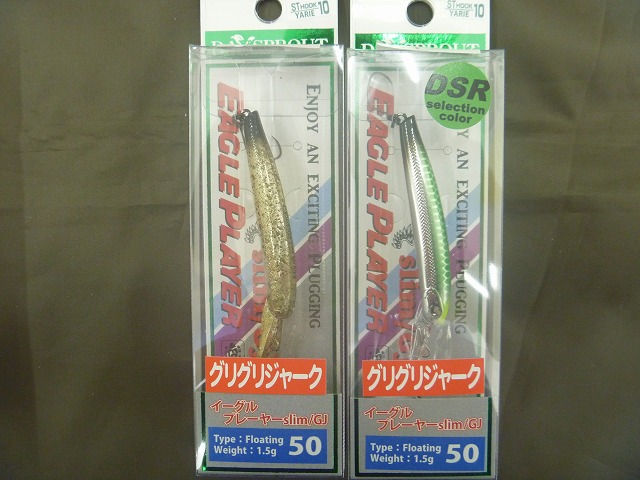 ST HOOK
YARIE 10
DAYSPROUT
ENJOY AN EXCITING PLUGGING
EAGLE PLAYER
slim
グリグリジャーク
イーグル
プレーヤーslim/GJ
Type : Floating
Weight : 1.5g
50
ST HOOK
YARIE 10
DAYSPROUT
DSR
selection
color
AN EXCITING PLUGGING
EAGLE PLAYER
slim
グリグリジャーク
イーグル
プレーヤーslim/GJ
Type : Floating
Weight : 1.5g
50